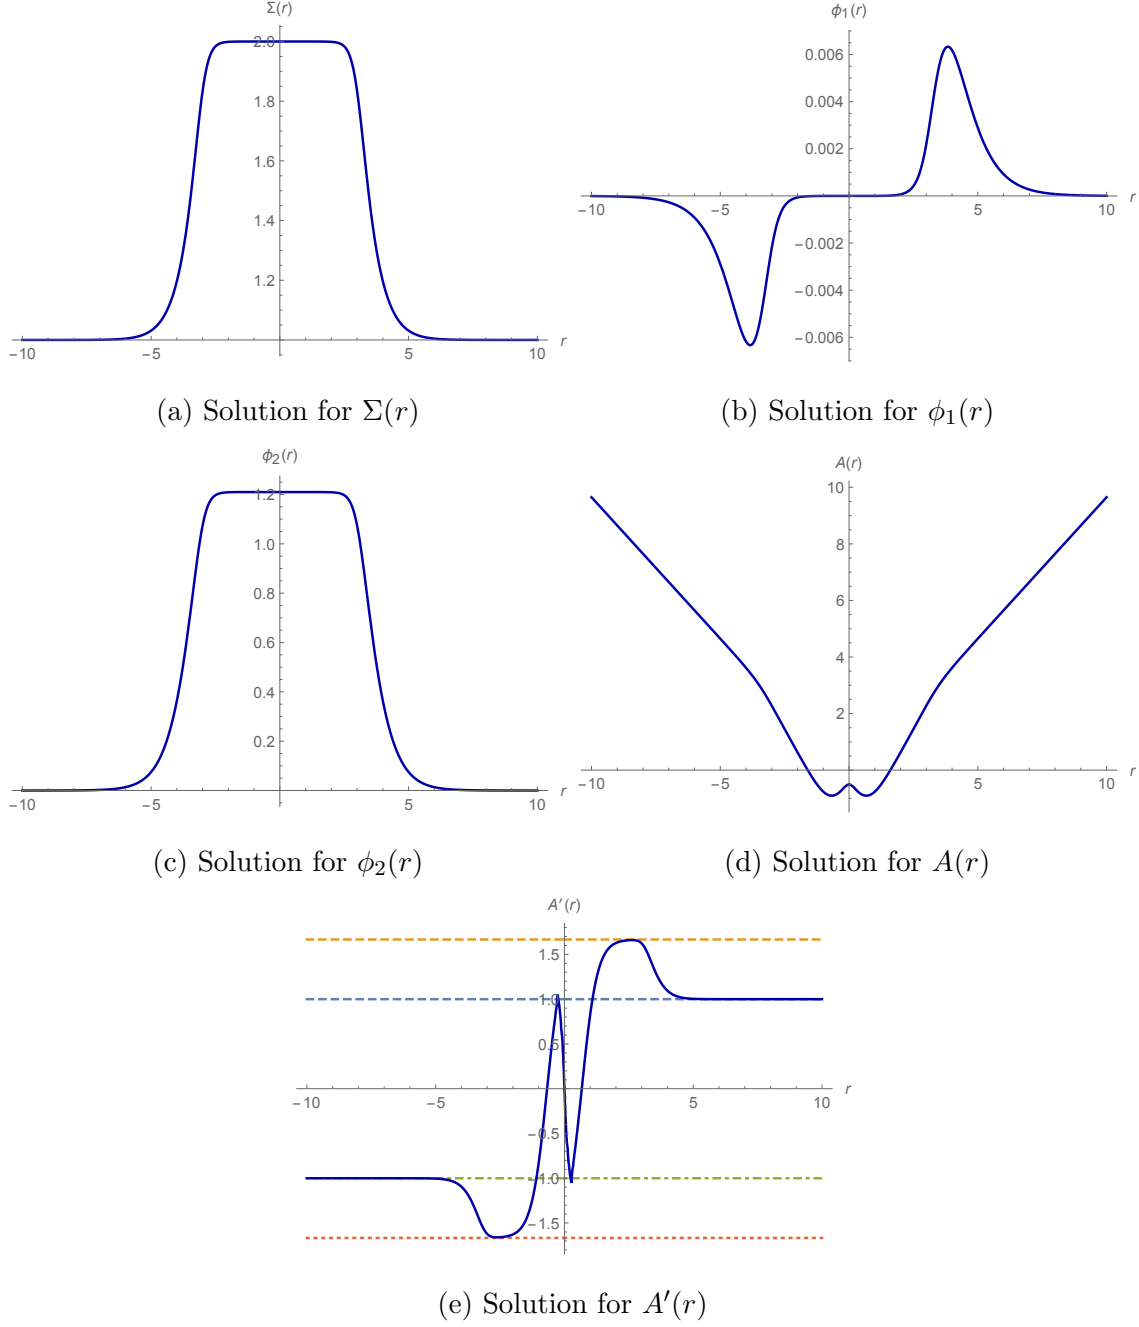 Σ(r)
2.0
1.8
1.6
1.4
1.2
-10 -5 5 10 r
(a) Solution for Σ(r)
ϕ1(r)
0.006
0.004
0.002
-10 -5 5 10 r
-0.002
-0.004
-0.006
(b) Solution for ϕ1(r)
ϕ2(r)
1.2
1.0
0.8
0.6
0.4
0.2
-10 -5 5 10 r
(c) Solution for ϕ2(r)
A(r)
10
8
6
4
2
-10 -5 5 10 r
(d) Solution for A(r)
A′(r)
1.5
1.0
0.5
-10 -5 5 10 r
-0.5
-1.0
-1.5
(e) Solution for A′(r)